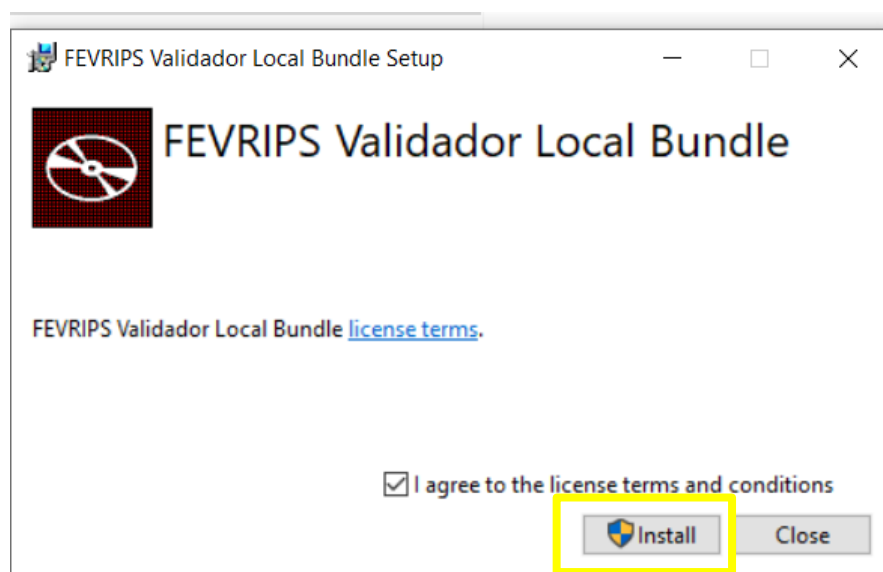 FEVRIPS Validador Local Bundle Setup
FEVRIPS Validador Local Bundle
FEVRIPS Validador Local Bundle license terms.
I agree to the license terms and conditions
Install Close